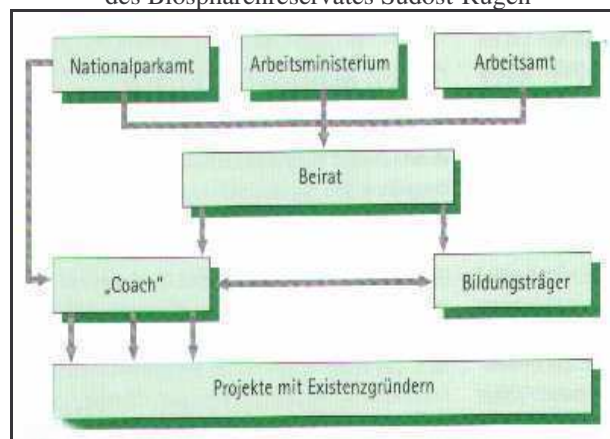 des Biosphärenreservates Südost-Rügen
Nationalparkamt
Arbeitsministerium
Arbeitsamt
Beirat
„Coach“
Bildungsträger
Projekte mit Existenzgründern